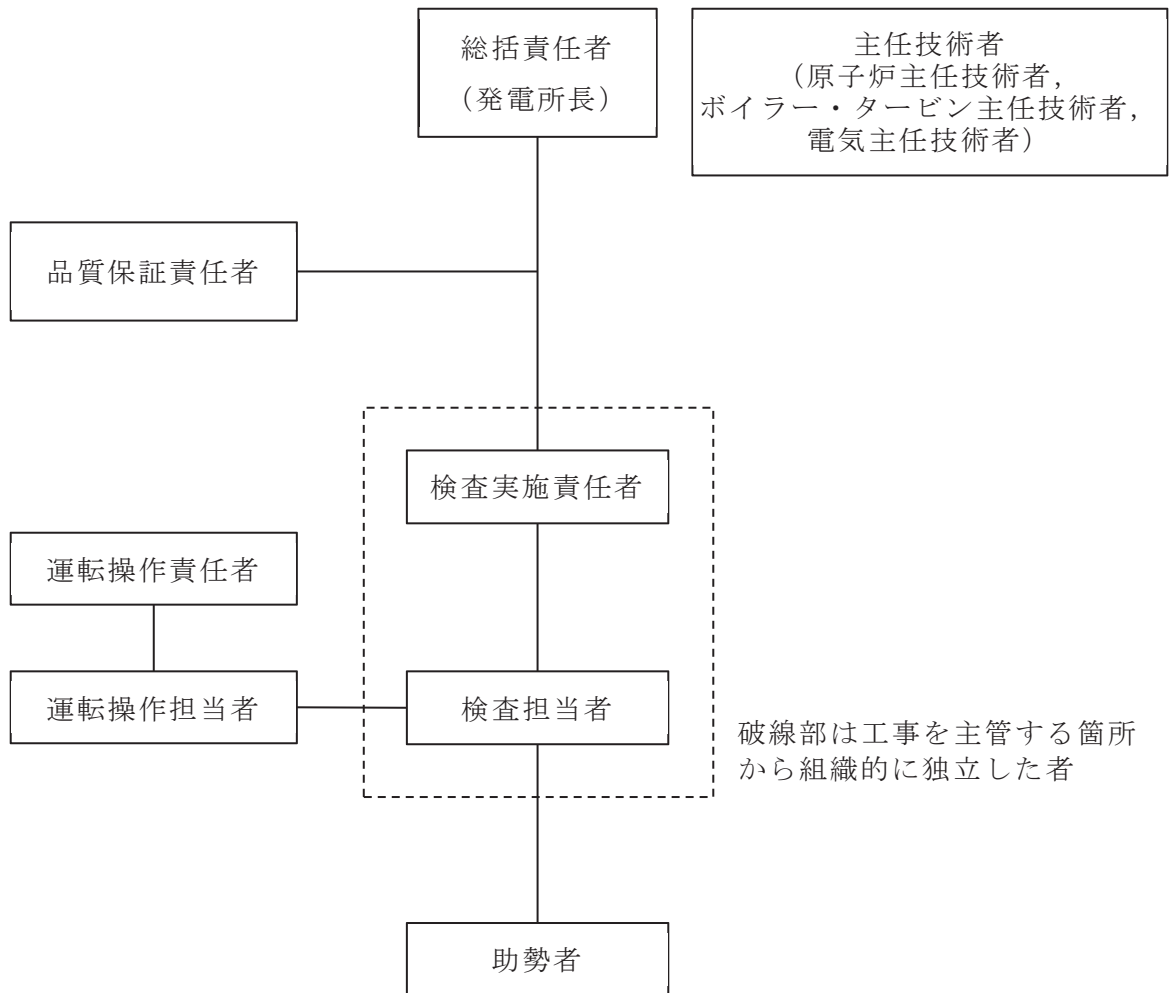 総括責任者
（発電所長）
主任技術者
（原子炉主任技術者，
ボイラー・タービン主任技術者，
電気主任技術者）
品質保証責任者
検査実施責任者
運転操作責任者
運転操作担当者
検査担当者
破線部は工事を主管する箇所
から組織的に独立した者
助勢者